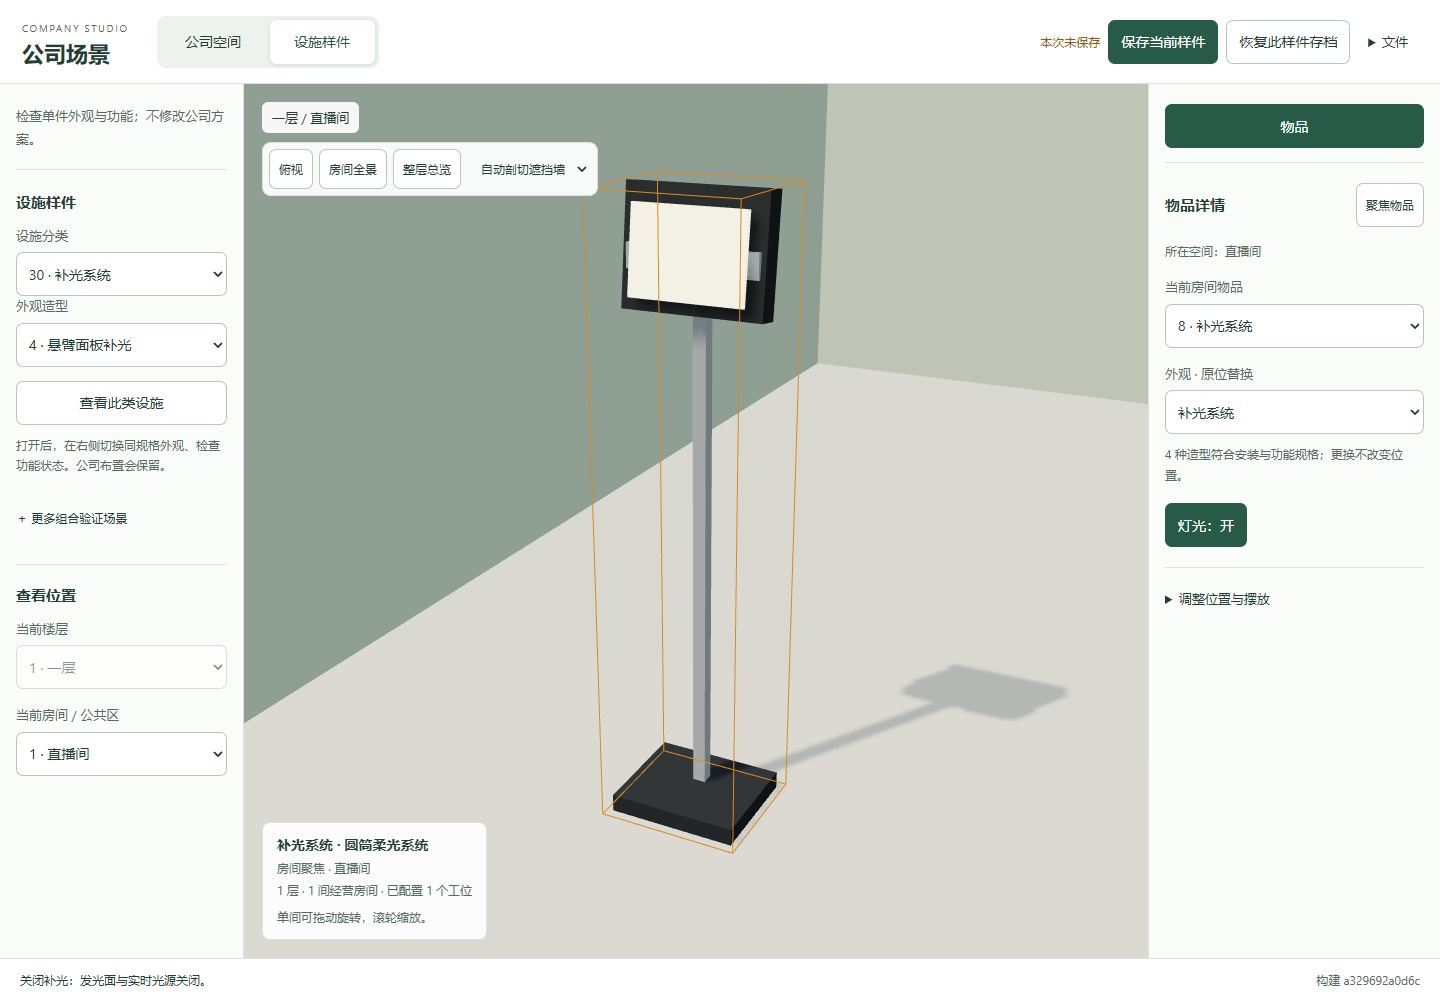 COMPANY STUDIO
公司场景
公司空间
设施样件
本次未保存
保存当前样件
恢复此样件存档
▶ 文件
检查单件外观与功能；不修改公司方
案。
设施样件
设施分类
30 · 补光系统
外观造型
4 · 悬臂面板补光
查看此类设施
打开后，在右侧切换同规格外观、检查
功能状态。公司布置会保留。
+ 更多组合验证场景
查看位置
当前楼层
1 · 一层
当前房间 / 公共区
1 · 直播间
一层 / 直播间
俯视
房间全景
整层总览
自动剖切遮挡墙
补光系统 · 圆筒柔光系统
房间聚焦 · 直播间
1 层 · 1 间经营房间 · 已配置 1 个工位
单间可拖动旋转，滚轮缩放。
物品
物品详情
聚焦物品
所在空间：直播间
当前房间物品
8 · 补光系统
外观 · 原位替换
补光系统
4 种造型符合安装与功能规格；更换不改变位
置。
灯光：开
▶ 调整位置与摆放
关闭补光：发光面与实时光源关闭。
构建 a329692a0d6c